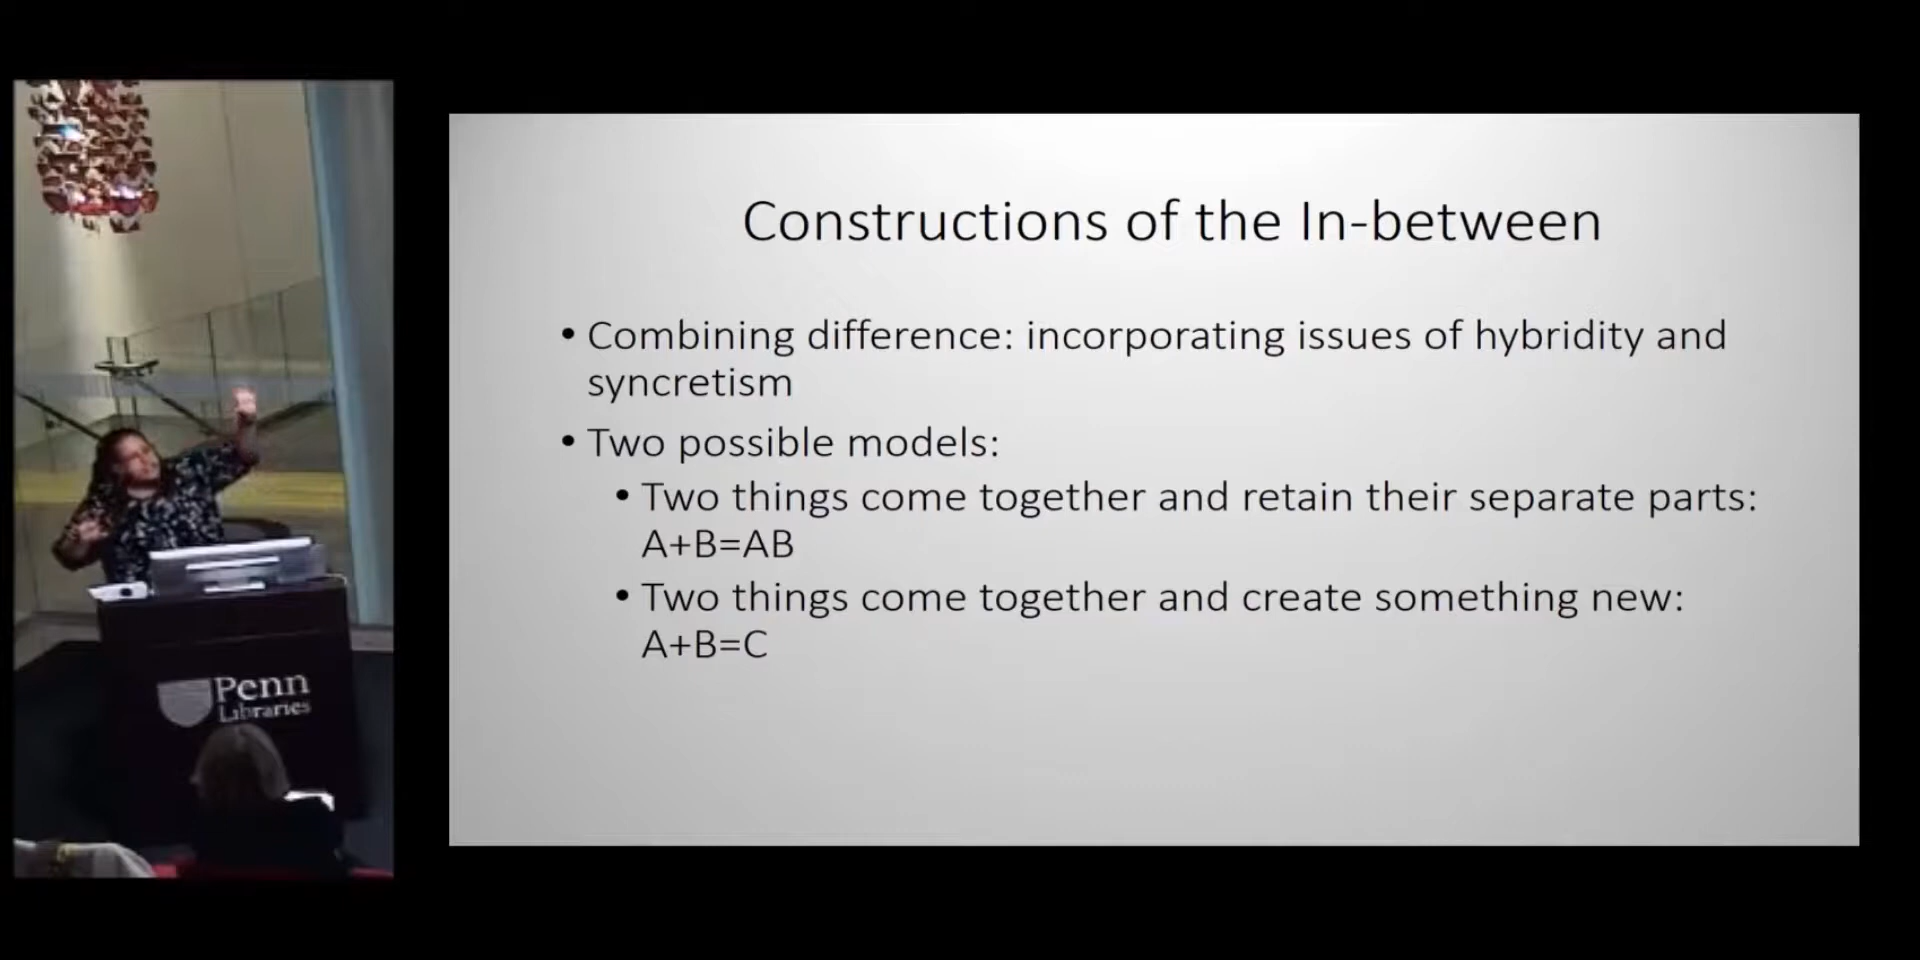 Constructions of the In-between
• Combining difference: incorporating issues of hybridity and
syncretism
• Two possible models:
• Two things come together and retain their separate parts:
A+B=AB
• Two things come together and create something new:
A+B=C
Penn
Libraries